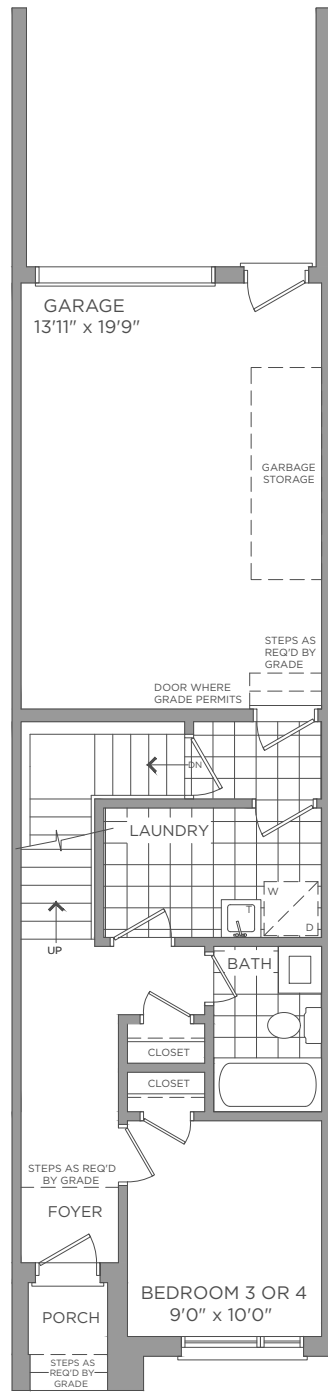 GARAGE
13'11" x 19'9"
GARBAGE
STORAGE
STEPS AS
REQ'D BY
GRADE
DOOR WHERE
GRADE PERMITS
DN
LAUNDRY
W
T
D
UP
BATH
CLOSET
CLOSET
STEPS AS REQ'D
BY GRADE
FOYER
BEDROOM 3 OR 4
9'0" x 10'0"
PORCH
STEPS AS
REQ'D BY
GRADE